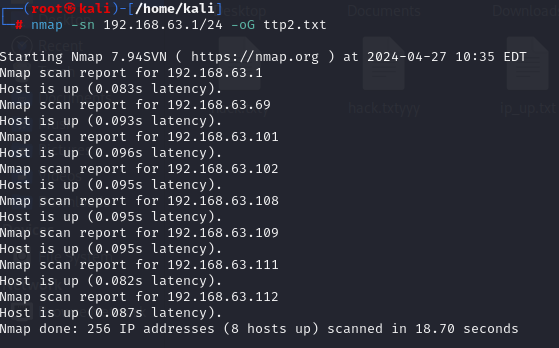 Desktop
Documents
(root㉿kali)-[/home/kali]
# nmap -sn 192.168.63.1/24 -oG ttp2.txt
Starting Nmap 7.94SVN ( https://nmap.org ) at 2024-04-27 10:35 EDT
Nmap scan report for 192.168.63.1
Host is up (0.083s latency).
Nmap scan report for 192.168.63.69
Host is up (0.093s latency).
hack.txtyyy
ip_up.txt
Nmap scan report for 192.168.63.101
Host is up (0.096s latency).
Nmap scan report for 192.168.63.102
Host is up (0.095s latency).
Nmap scan report for 192.168.63.108
Host is up (0.095s latency).
Nmap scan report for 192.168.63.109
Host is up (0.095s latency).
Nmap scan report for 192.168.63.111
Host is up (0.082s latency).
Nmap scan report for 192.168.63.112
Host is up (0.087s latency).
Nmap done: 256 IP addresses (8 hosts up) scanned in 18.70 seconds